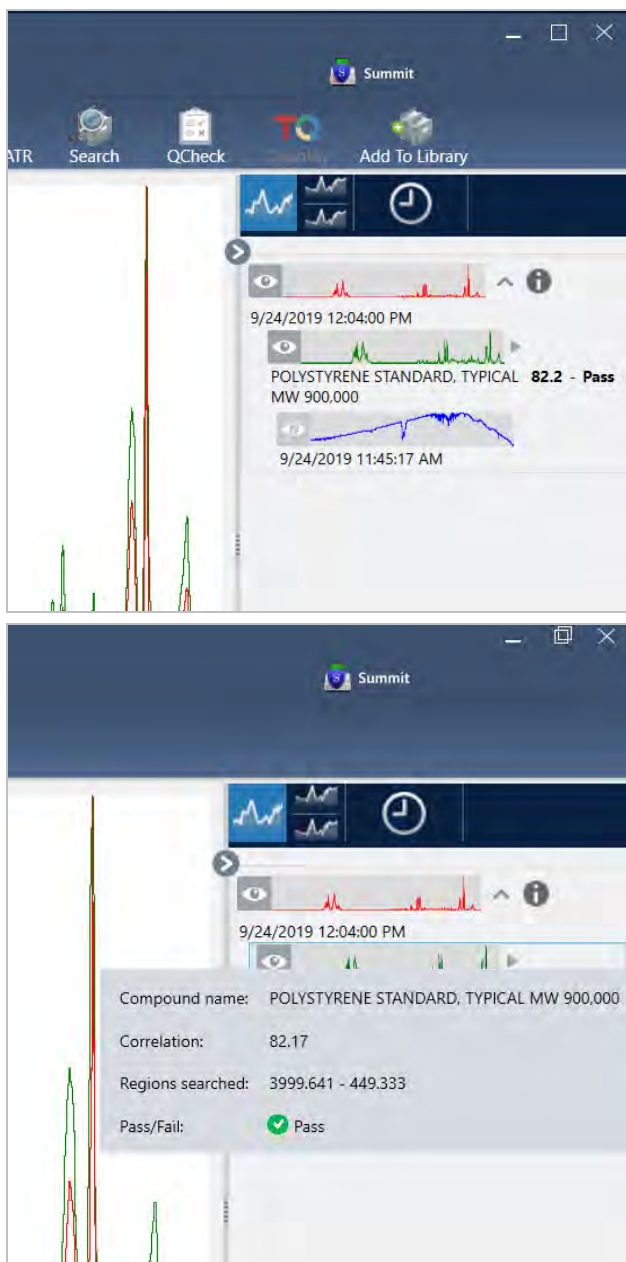 Summit
ATR Search QCheck Add To Library
9/24/2019 12:04:00 PM
POLYSTYRENE STANDARD, TYPICAL 82.2 - Pass
MW 900,000
9/24/2019 11:45:17 AM
Summit
9/24/2019 12:04:00 PM
Compound name: POLYSTYRENE STANDARD, TYPICAL MW 900,000
Correlation: 82.17
Regions searched: 3999.641 - 449.333
Pass/Fail: Pass